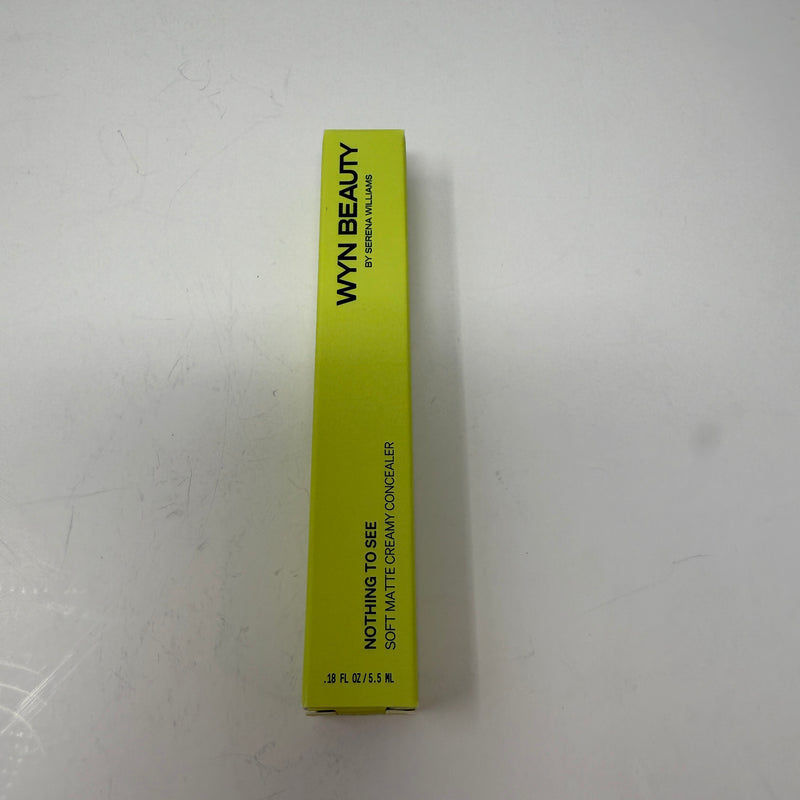 WYN BEAUTY
BY SERENA WILLIAMS
NOTHING TO SEE
SOFT MATTE CREAMY CONCEALER
.18 FL OZ/5.5 ML